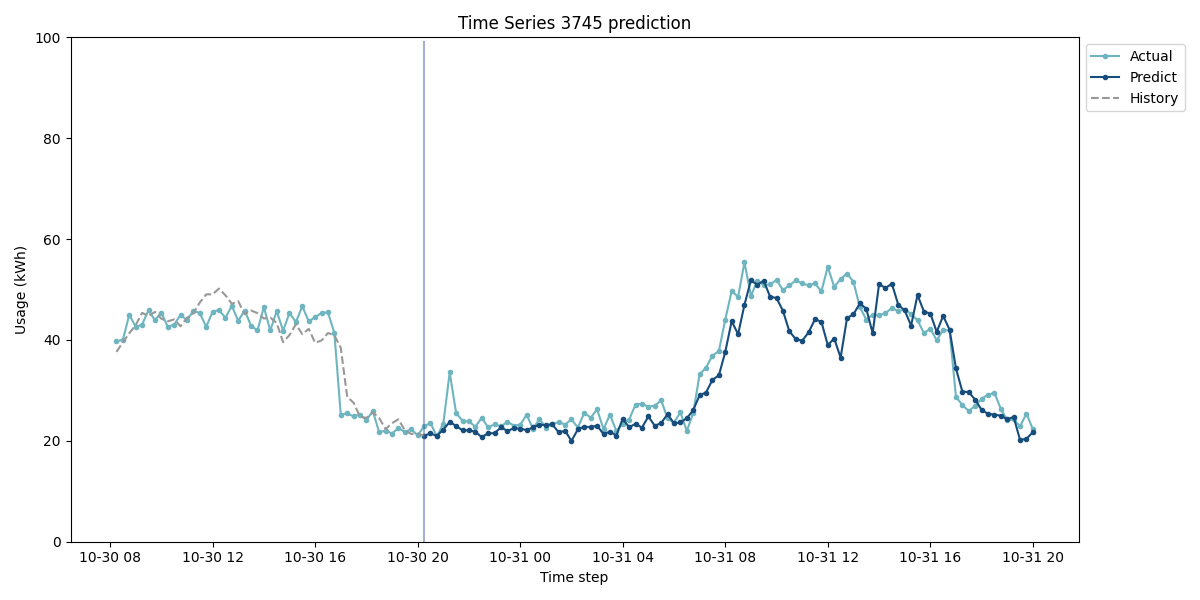 Time Series 3745 prediction
100
80
60
40
20
0
Usage (kWh)
10-30 08
10-30 12
10-30 16
10-30 20
10-31 00
10-31 04
10-31 08
10-31 12
10-31 16
10-31 20
Time step
Actual
Predict
History